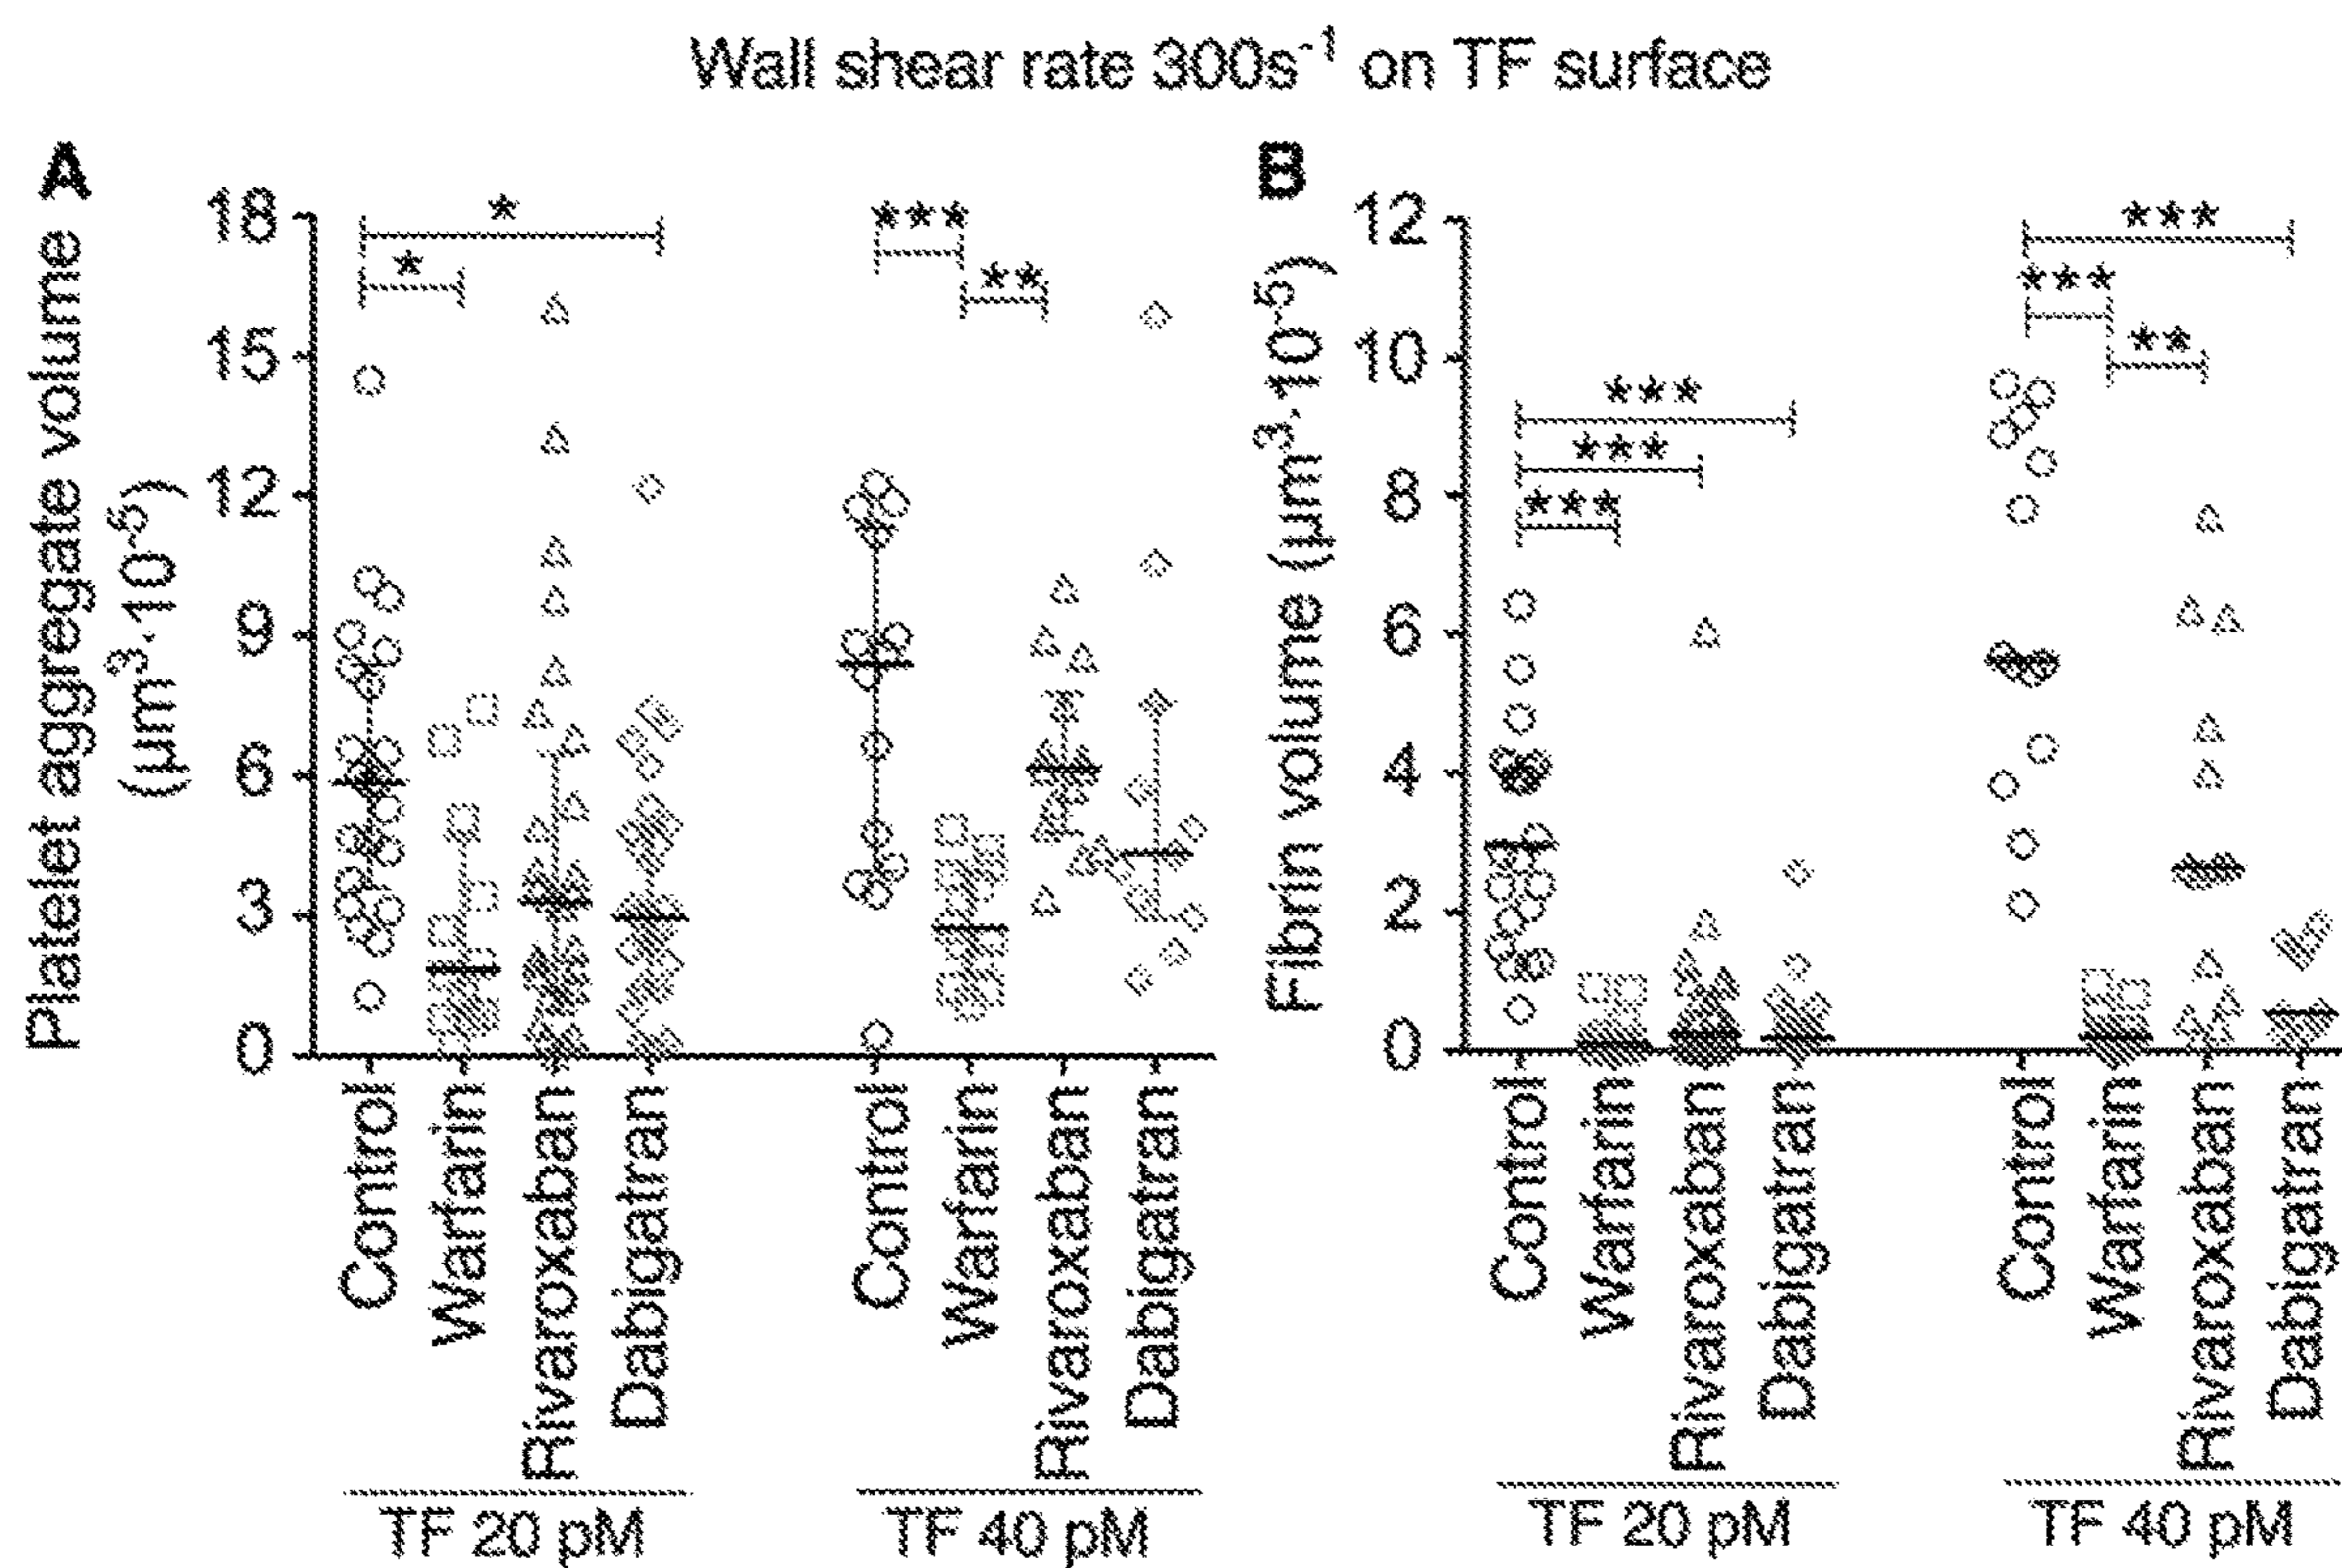 Wall shear rate 300s⁻¹ on TF surface
A
Platelet aggregate volume
(µm³·10⁻⁵)
18
15
12
9
6
3
0
*
*
***
**
Control
Warfarin
Rivaroxaban
Dabigatran
Control
Warfarin
Rivaroxaban
Dabigatran
TF 20 pM
TF 40 pM
B
Fibrin volume (µm³·10⁻⁵)
12
10
8
6
4
2
0
***
***
***
***
***
**
Control
Warfarin
Rivaroxaban
Dabigatran
Control
Warfarin
Rivaroxaban
Dabigatran
TF 20 pM
TF 40 pM